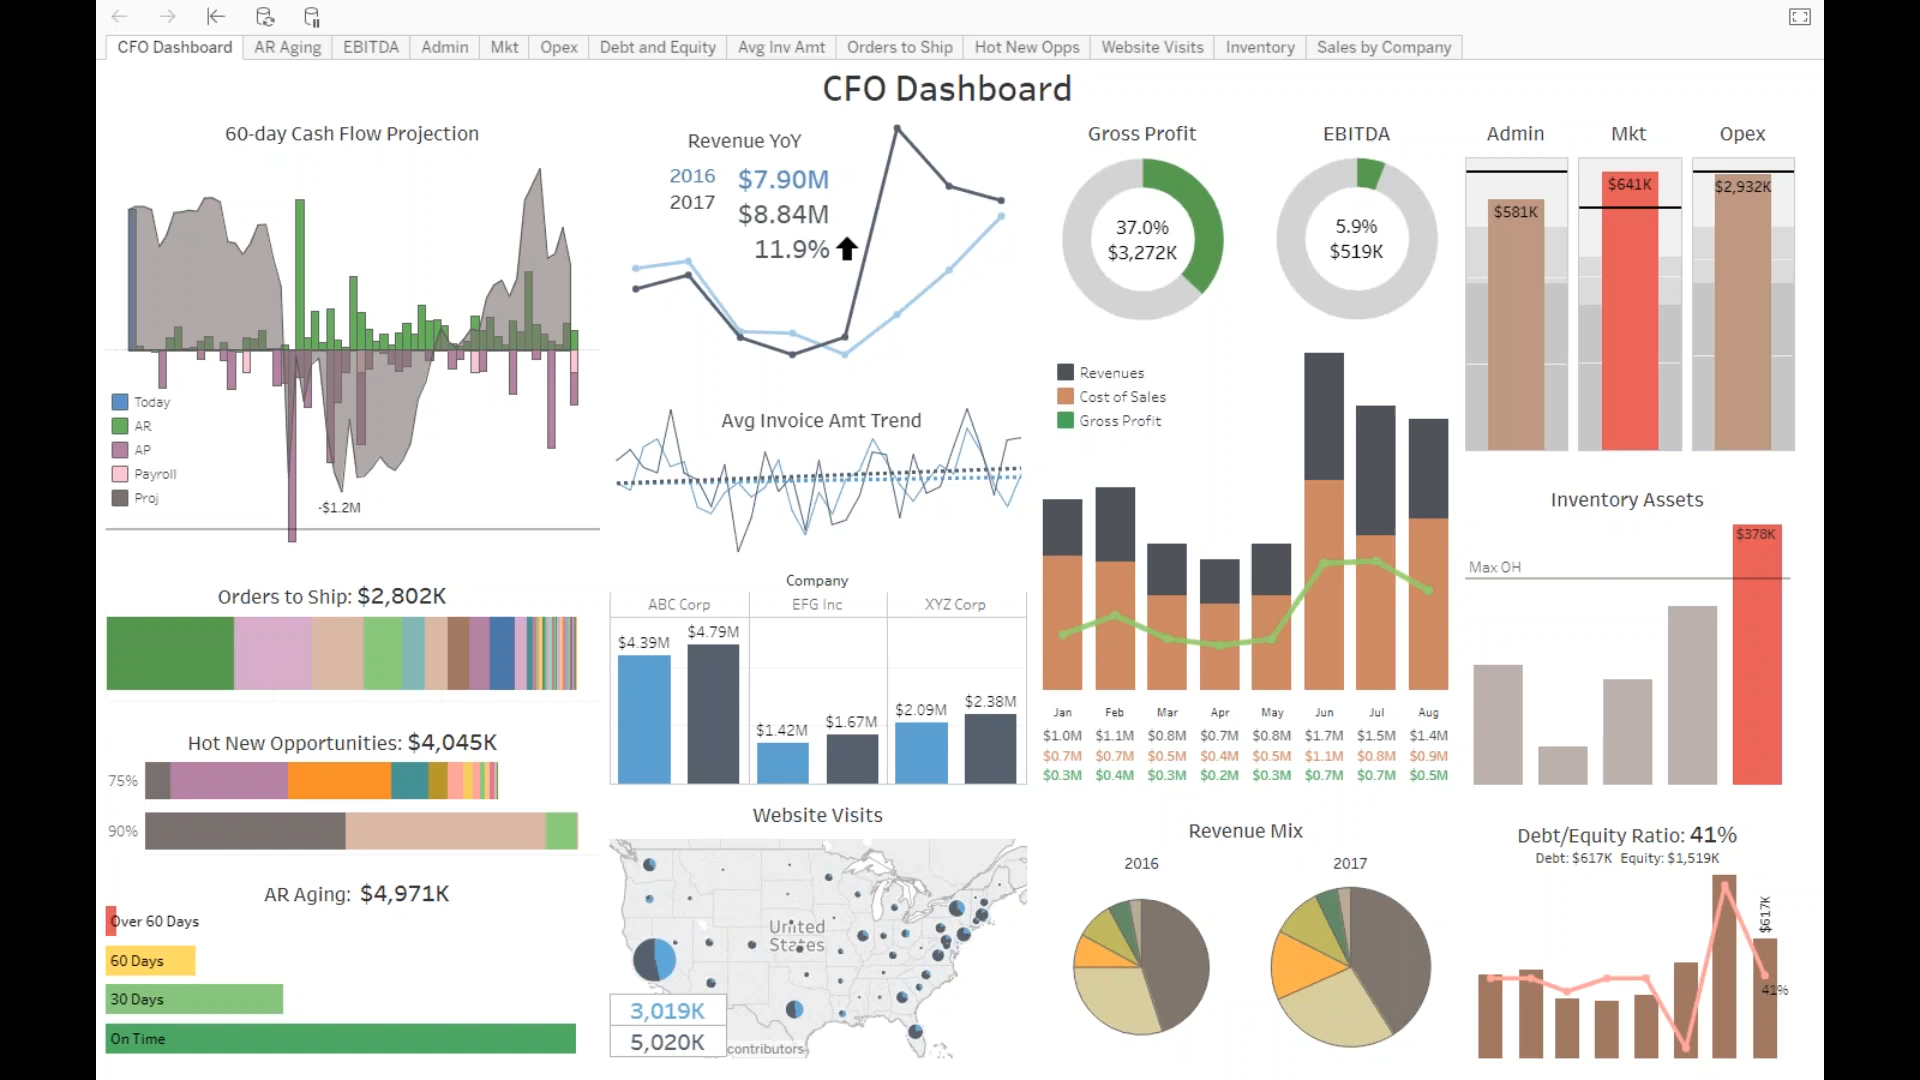 CFO Dashboard
AR Aging
EBITDA
Admin
Mkt
Opex
Debt and Equity
Avg Inv Amt
Orders to Ship
Hot New Opps
Website Visits
Inventory
Sales by Company
CFO Dashboard
60-day Cash Flow Projection
Today
AR
AP
Payroll
Proj
-$1.2M
Orders to Ship: $2,802K
Hot New Opportunities: $4,045K
75%
90%
AR Aging: $4,971K
Over 60 Days
60 Days
30 Days
On Time
Revenue YoY
2016 $7.90M
2017 $8.84M
11.9%
Avg Invoice Amt Trend
Company
ABC Corp
EFG Inc
XYZ Corp
$4.39M
$4.79M
$1.42M
$1.67M
$2.09M
$2.38M
Website Visits
United
States
3,019K
5,020K
contributors
Gross Profit
37.0%
$3,272K
EBITDA
5.9%
$519K
Revenues
Cost of Sales
Gross Profit
Jan Feb Mar Apr May Jun Jul Aug
$1.0M $1.1M $0.8M $0.7M $0.8M $1.7M $1.5M $1.4M
$0.7M $0.7M $0.5M $0.4M $0.5M $1.1M $0.8M $0.9M
$0.3M $0.4M $0.3M $0.2M $0.3M $0.7M $0.7M $0.5M
Revenue Mix
2016
2017
Admin
Mkt
Opex
$581K
$641K
$2,932K
Inventory Assets
$378K
Max OH
Debt/Equity Ratio: 41%
Debt: $617K Equity: $1,519K
$617K
41%